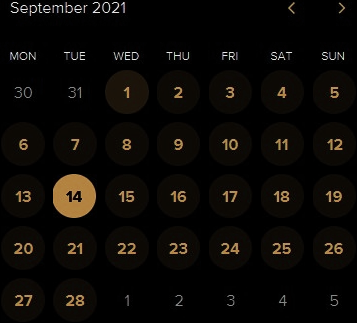 September 2021
MON TUE WED THU FRI SAT SUN
30 31 1 2 3 4 5
6 7 8 9 10 11 12
13 14 15 16 17 18 19
20 21 22 23 24 25 26
27 28 1 2 3 4 5